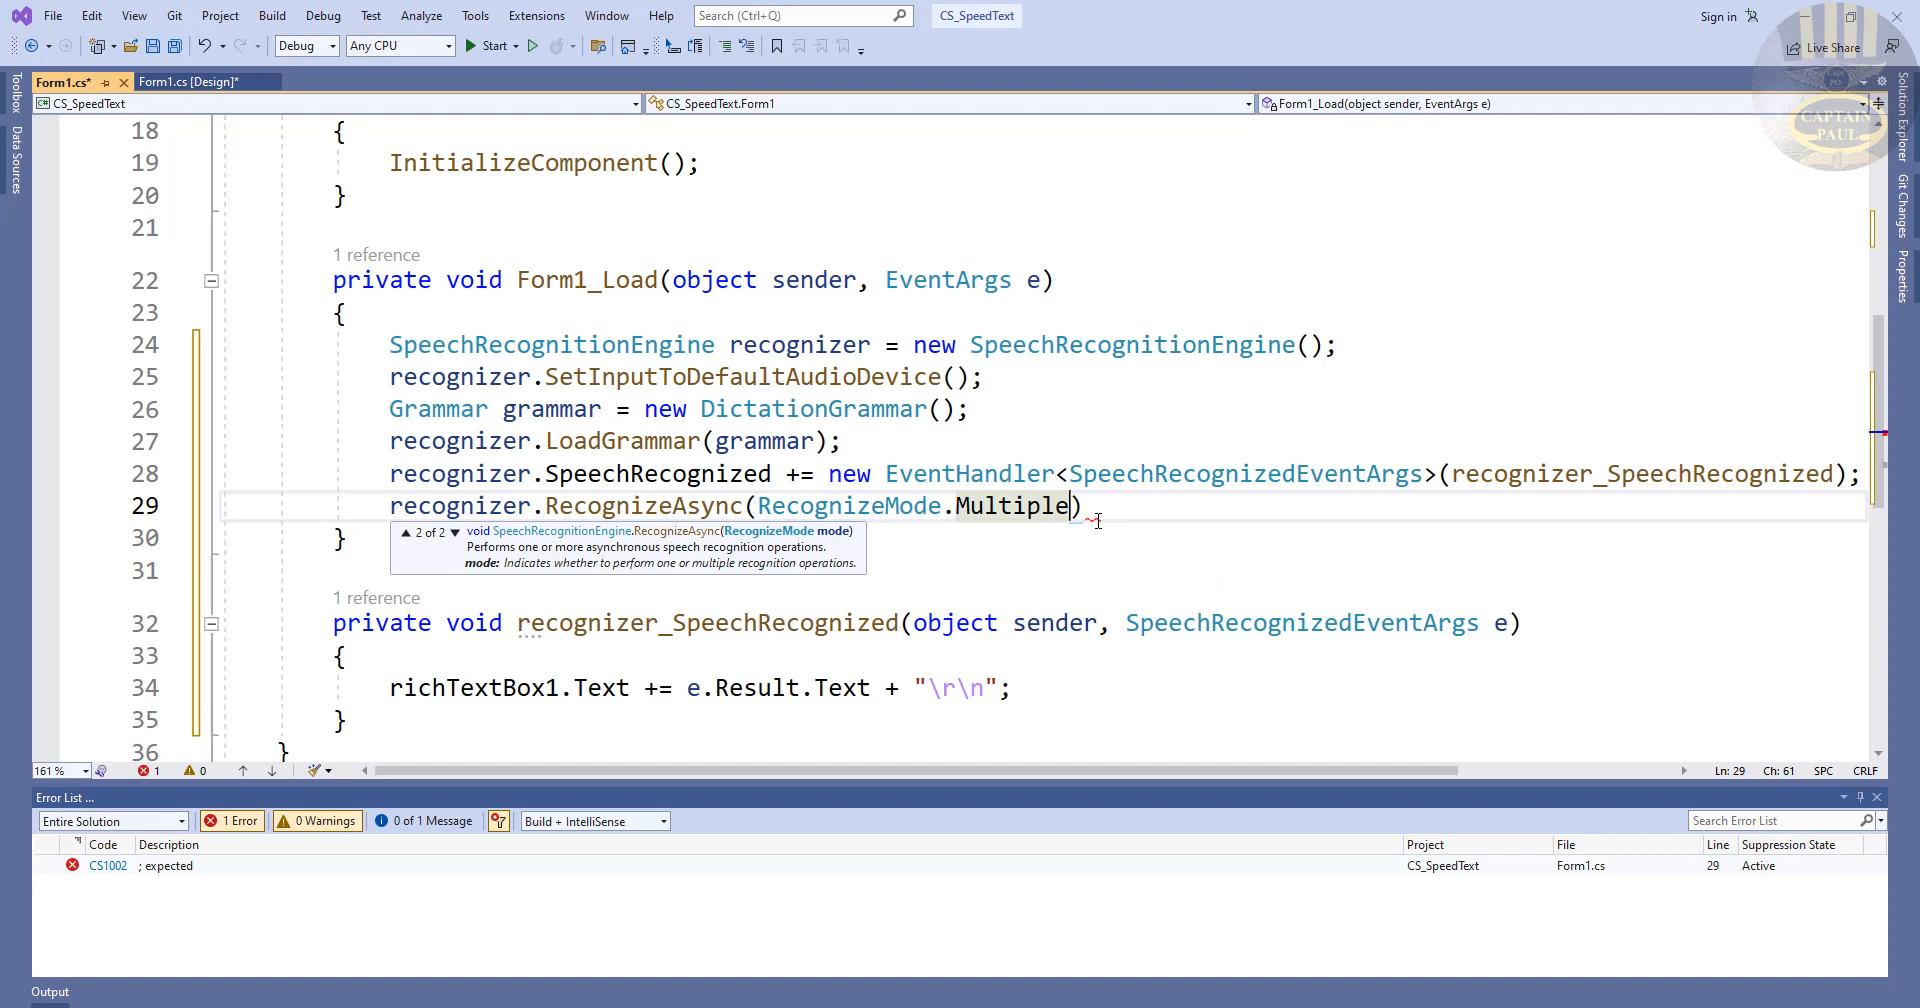 File Edit View Git Project Build Debug Test Analyze Tools Extensions Window Help Search (Ctrl+Q) CS_SpeedText Sign in
Debug Any CPU Start Live Share
Form1.cs* Form1.cs [Design]*
CS_SpeedText CS_SpeedText.Form1 Form1_Load(object sender, EventArgs e)
Toolbox
Data Sources
Solution Explorer
Git Changes
Properties
CAPTAIN
PAUL
18 {
19 InitializeComponent();
20 }
21
1 reference
22 private void Form1_Load(object sender, EventArgs e)
23 {
24 SpeechRecognitionEngine recognizer = new SpeechRecognitionEngine();
25 recognizer.SetInputToDefaultAudioDevice();
26 Grammar grammar = new DictationGrammar();
27 recognizer.LoadGrammar(grammar);
28 recognizer.SpeechRecognized += new EventHandler<SpeechRecognizedEventArgs>(recognizer_SpeechRecognized);
29 recognizer.RecognizeAsync(RecognizeMode.Multiple)
30 }
▲ 2 of 2 ▼ void SpeechRecognitionEngine.RecognizeAsync(RecognizeMode mode)
Performs one or more asynchronous speech recognition operations.
mode: Indicates whether to perform one or multiple recognition operations.
31
1 reference
32 private void recognizer_SpeechRecognized(object sender, SpeechRecognizedEventArgs e)
33 {
34 richTextBox1.Text += e.Result.Text + "\r\n";
35 }
36 }
161 % 1 0 Ln: 29 Ch: 61 SPC CRLF
Error List ...
Entire Solution 1 Error 0 Warnings 0 of 1 Message Build + IntelliSense Search Error List
Code Description Project File Line Suppression State
CS1002 ; expected CS_SpeedText Form1.cs 29 Active
Output